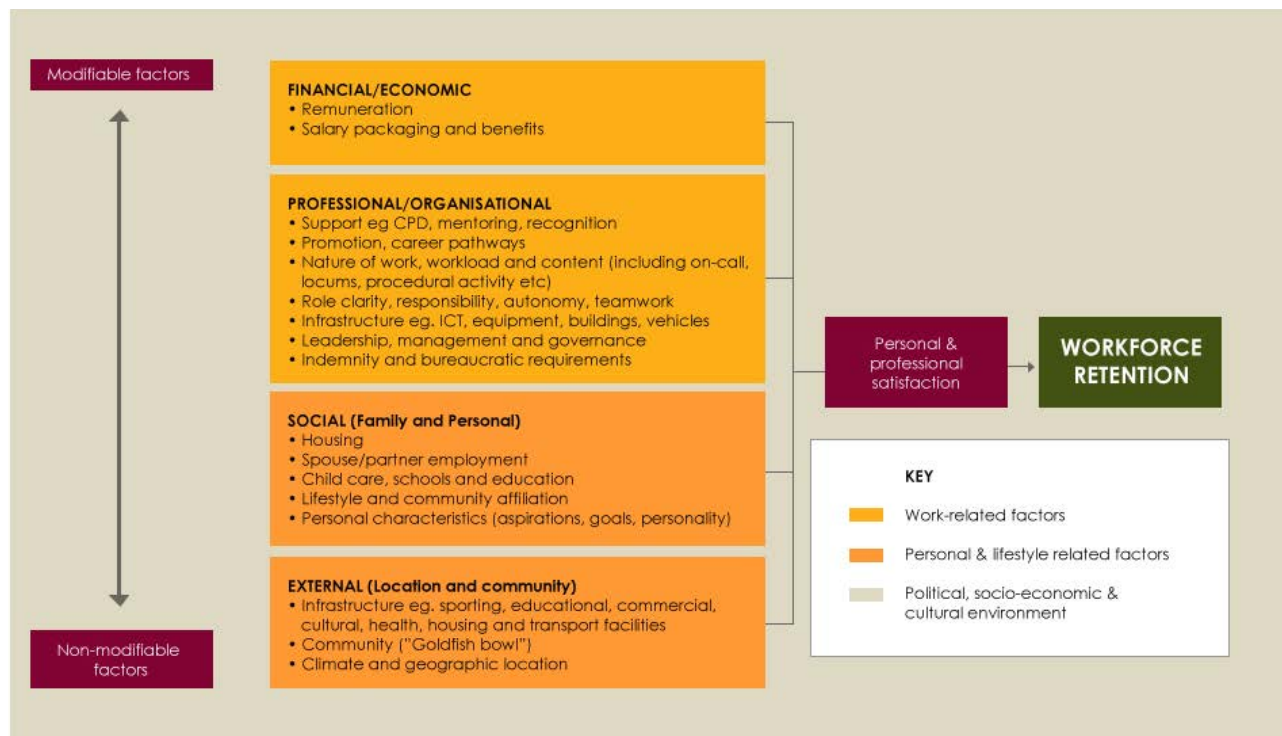 Modifiable factors
Non-modifiable
factors
FINANCIAL/ECONOMIC
• Remuneration
• Salary packaging and benefits
PROFESSIONAL/ORGANISATIONAL
• Support eg CPD, mentoring, recognition
• Promotion, career pathways
• Nature of work, workload and content (including on-call,
locums, procedural activity etc)
• Role clarity, responsibility, autonomy, teamwork
• Infrastructure eg. ICT, equipment, buildings, vehicles
• Leadership, management and governance
• Indemnity and bureaucratic requirements
SOCIAL (Family and Personal)
• Housing
• Spouse/partner employment
• Child care, schools and education
• Lifestyle and community affiliation
• Personal characteristics (aspirations, goals, personality)
EXTERNAL (Location and community)
• Infrastructure eg. sporting, educational, commercial,
cultural, health, housing and transport facilities
• Community ("Goldfish bowl")
• Climate and geographic location
Personal &
professional
satisfaction
WORKFORCE
RETENTION
KEY
Work-related factors
Personal & lifestyle related factors
Political, socio-economic &
cultural environment